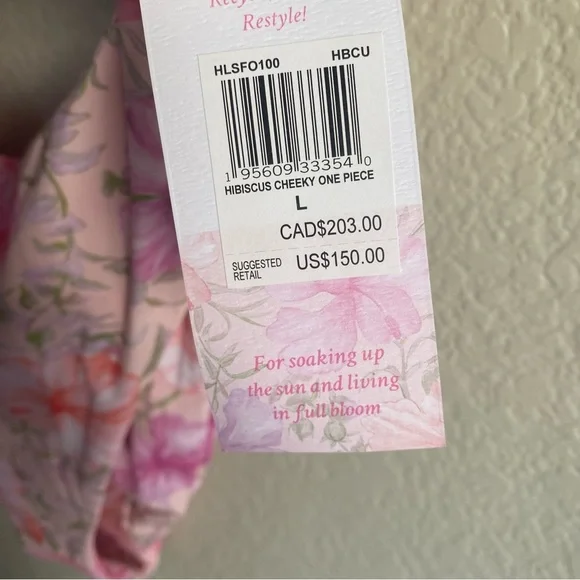 Restyle!
HLSFO100 HBCU
1 95609 33354 0
HIBISCUS CHEEKY ONE PIECE
L
CAD$203.00
SUGGESTED RETAIL US$150.00
For soaking up
the sun and living
in full bloom